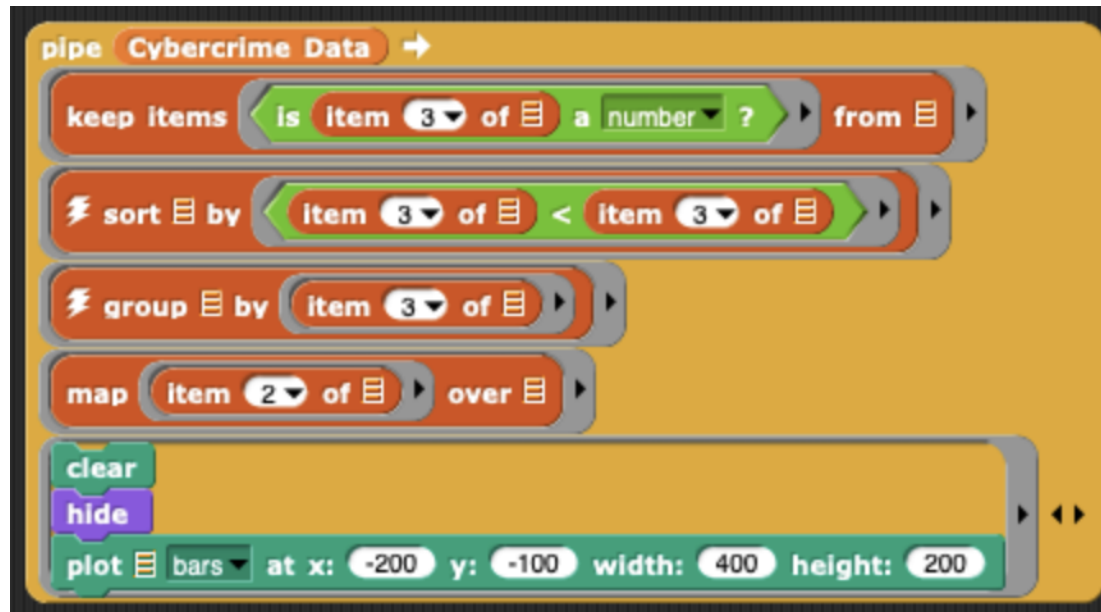 pipe Cybercrime Data
keep items is item 3 of a number ? from
sort by item 3 of < item 3 of
group by item 3 of
map item 2 of over
clear
hide
plot bars at x: -200 y: -100 width: 400 height: 200